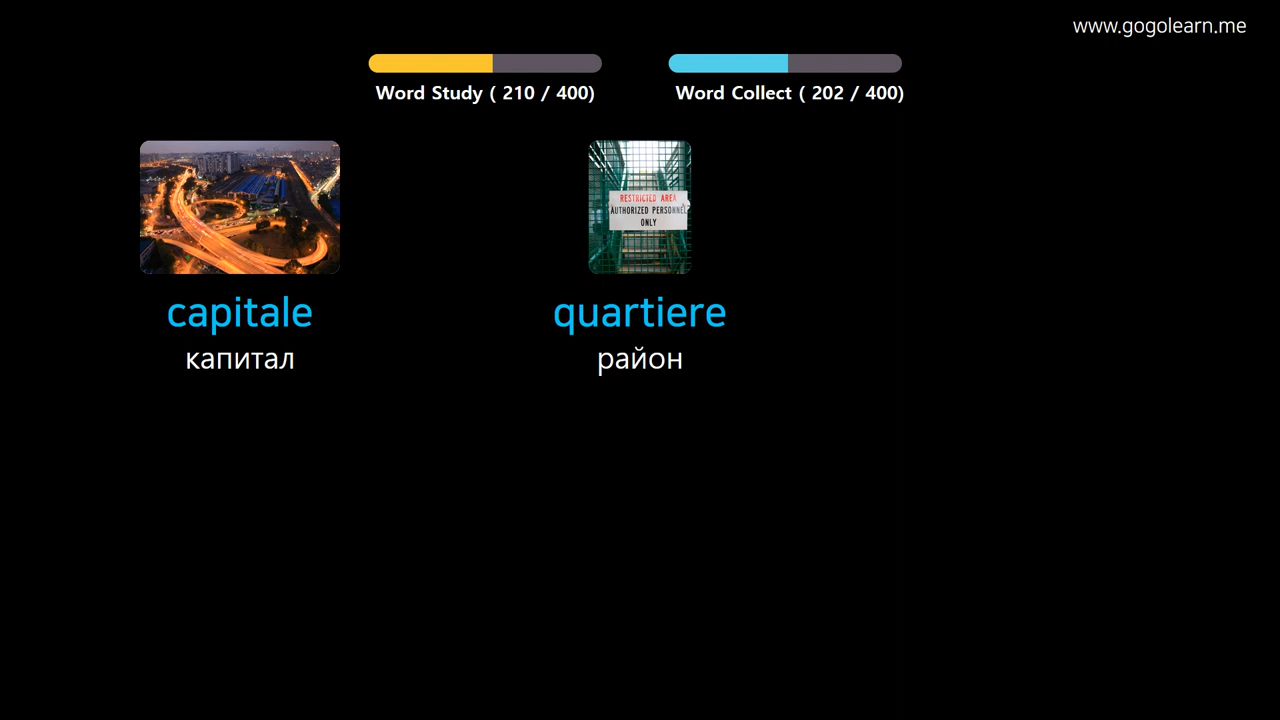 www.gogolearn.me
Word Study ( 210 / 400)
Word Collect ( 202 / 400)
RESTRICTED AREA
AUTHORIZED PERSONNEL
ONLY
capitale
quartiere
капитал
район